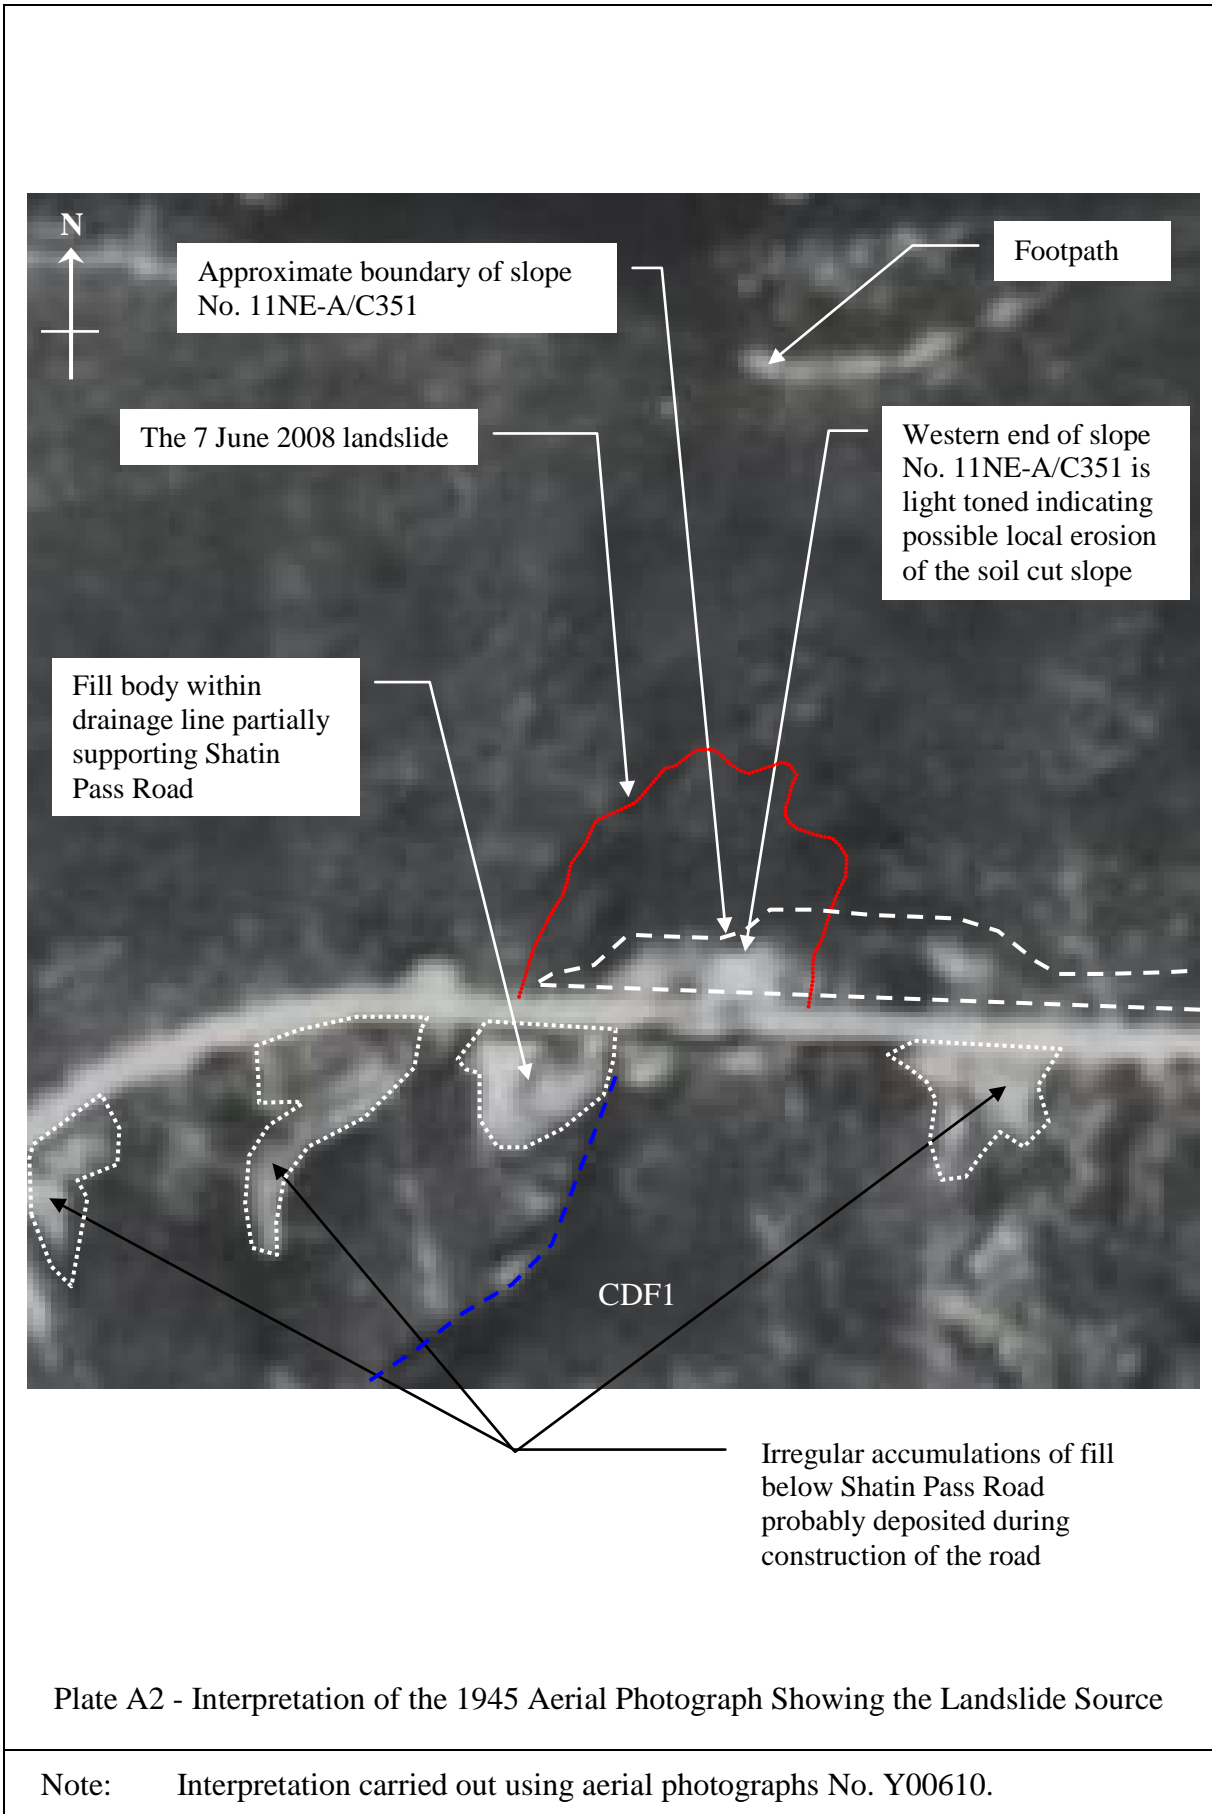 N
Approximate boundary of slope
No. 11NE-A/C351
Footpath
The 7 June 2008 landslide
Western end of slope
No. 11NE-A/C351 is
light toned indicating
possible local erosion
of the soil cut slope
Fill body within
drainage line partially
supporting Shatin
Pass Road
CDF1
Irregular accumulations of fill
below Shatin Pass Road
probably deposited during
construction of the road
Plate A2 - Interpretation of the 1945 Aerial Photograph Showing the Landslide Source
Note: Interpretation carried out using aerial photographs No. Y00610.